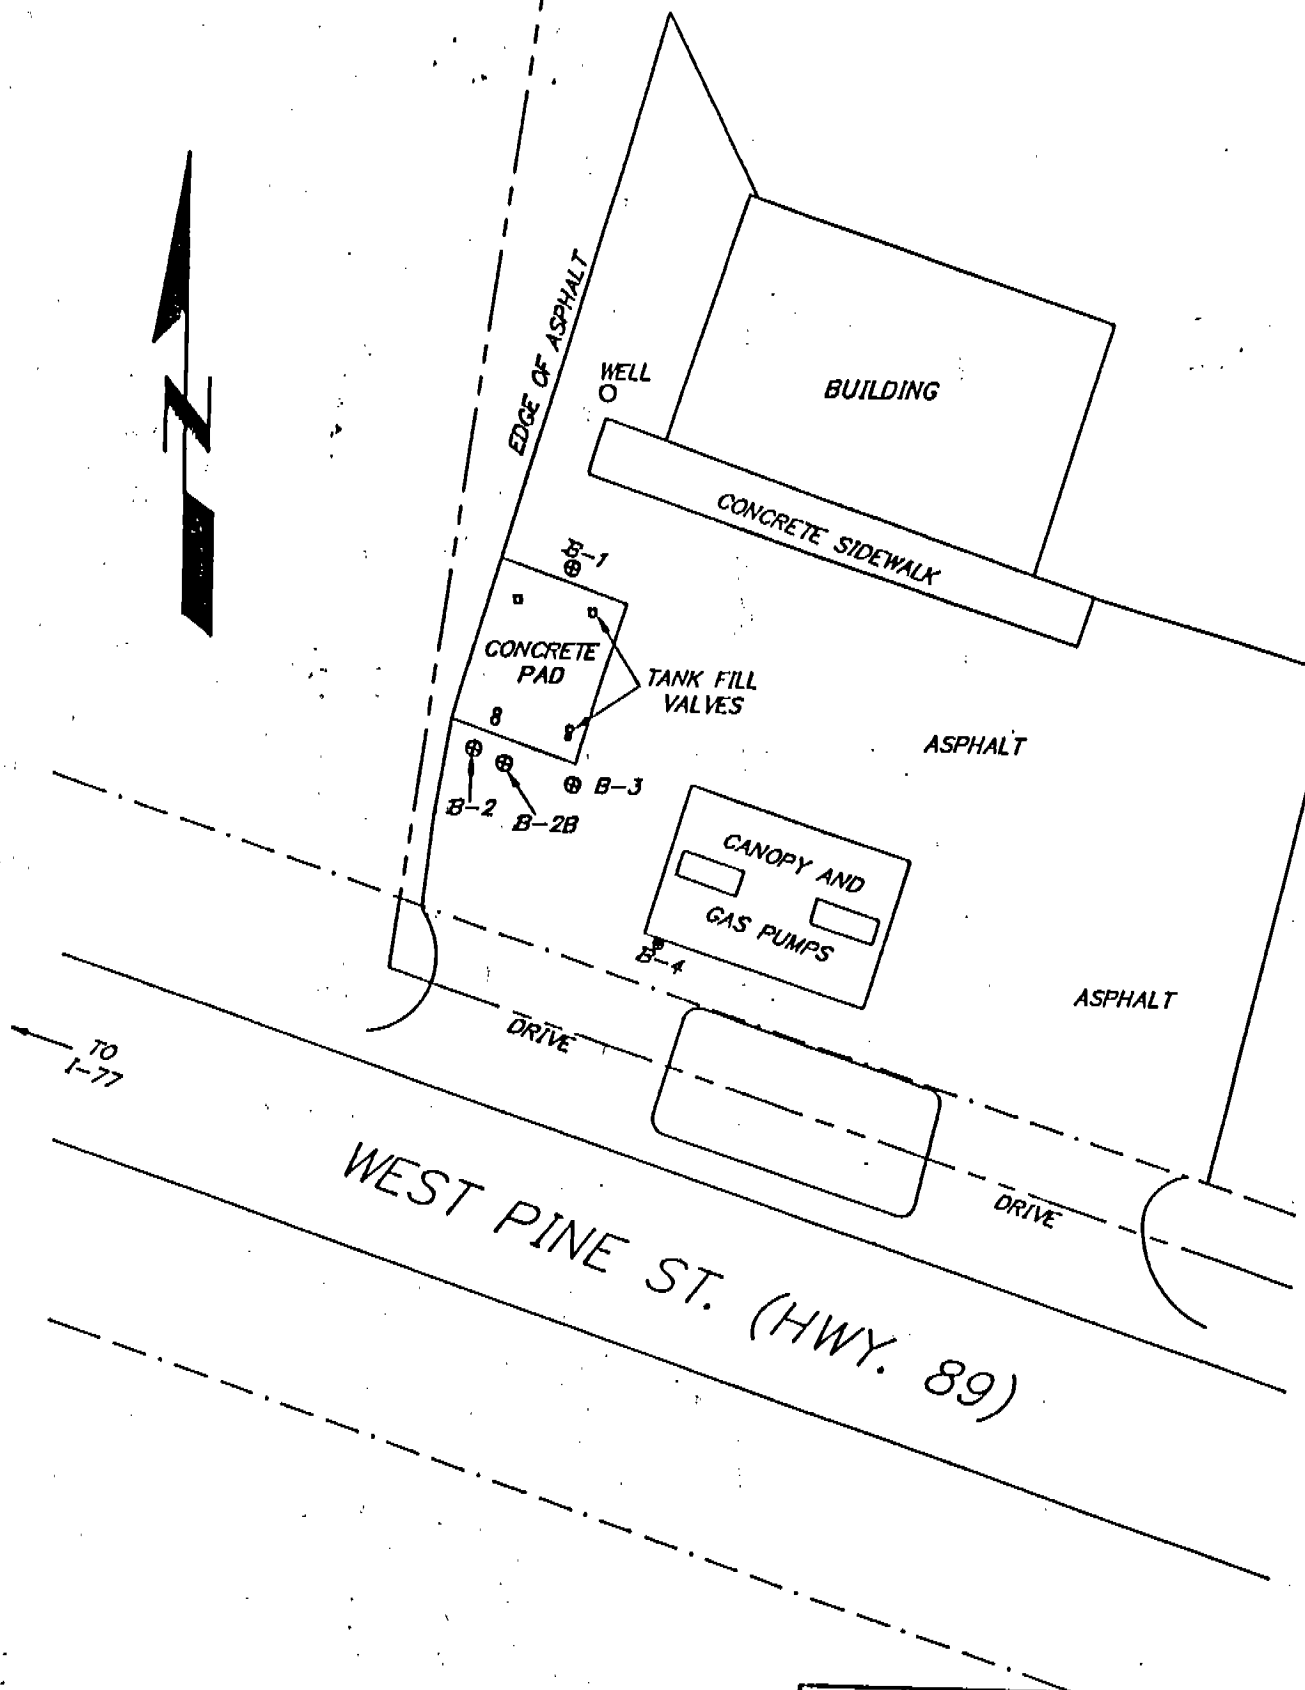 EDGE OF ASPHALT
WELL
BUILDING
N
CONCRETE SIDEWALK
B-1
CONCRETE
PAD
TANK FILL
VALVES
ASPHALT
B-2
B-2B
B-3
CANOPY AND
GAS PUMPS
B-4
ASPHALT
DRIVE
TO
I-77
DRIVE
WEST PINE ST. (HWY. 89)